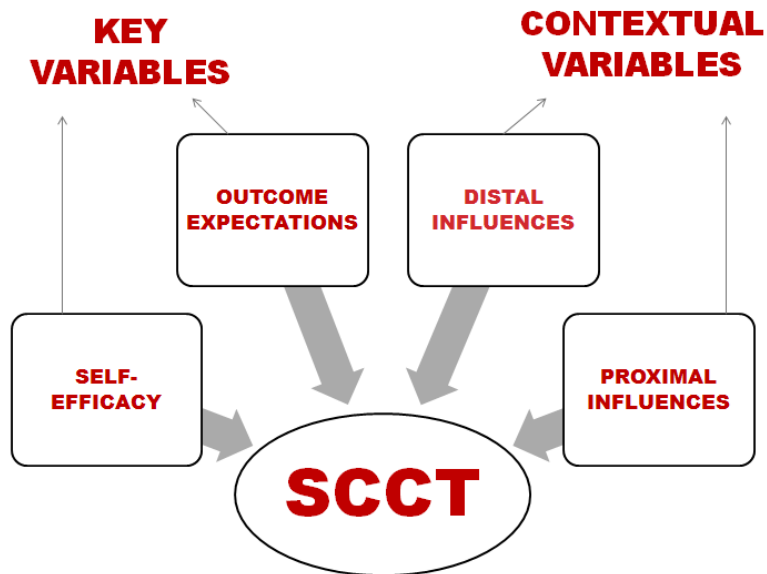 KEY
VARIABLES
CONTEXTUAL
VARIABLES
OUTCOME
EXPECTATIONS
DISTAL
INFLUENCES
SELF-
EFFICACY
PROXIMAL
INFLUENCES
SCCT